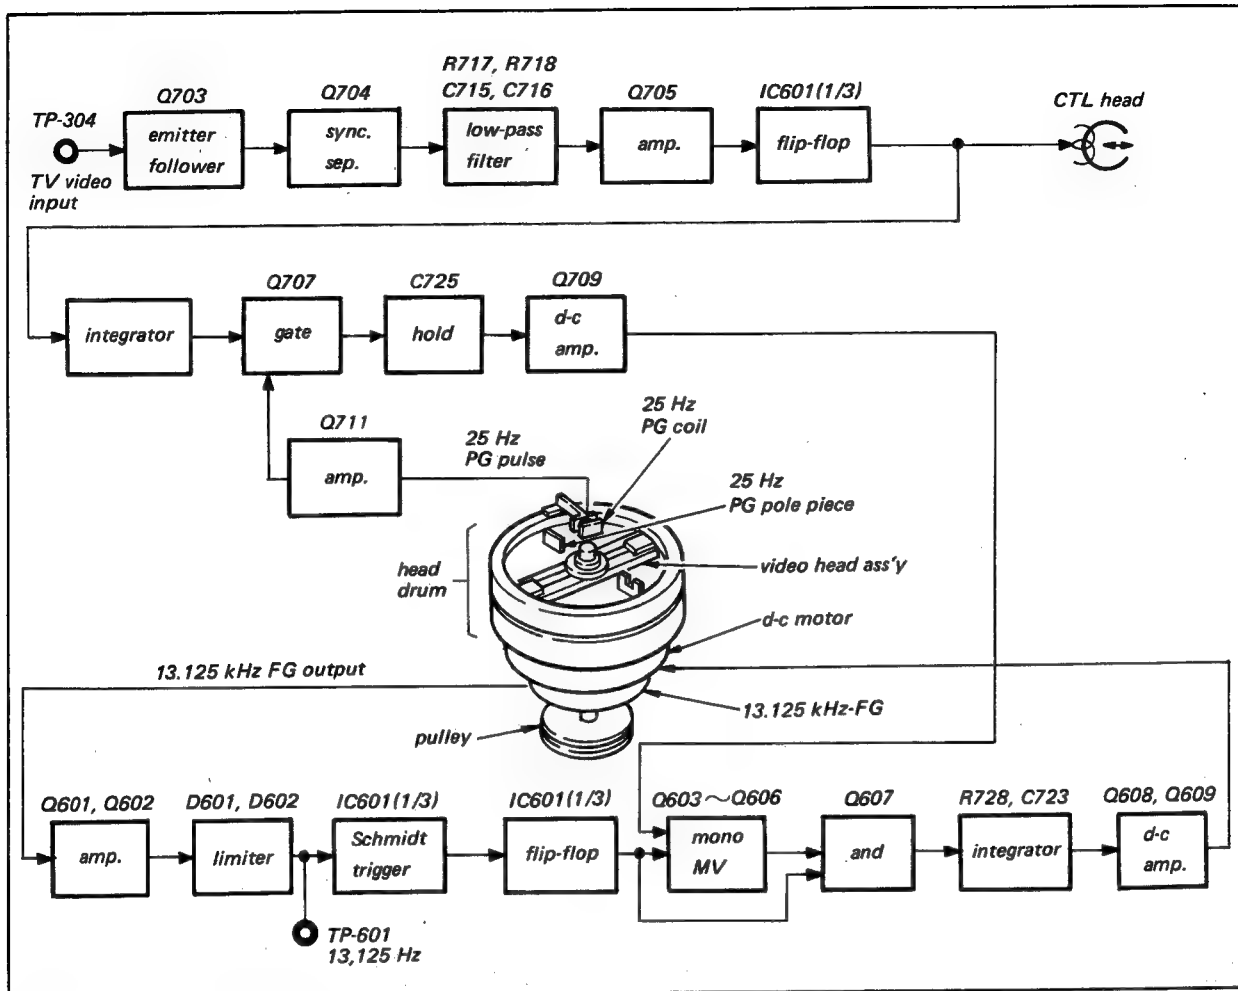 R717, R718
C715, C716
Q703
Q704
Q705
IC601(1/3)
CTL head
TP-304
TV video
input
emitter
follower
sync.
sep.
low-pass
filter
amp.
flip-flop
Q707
C725
Q709
integrator
gate
hold
d-c
amp.
Q711
amp.
25 Hz
PG pulse
25 Hz
PG coil
25 Hz
PG pole piece
head
drum
video head ass'y
d-c motor
13.125 kHz FG output
13.125 kHz-FG
pulley
Q601, Q602
D601, D602
IC601(1/3)
IC601(1/3)
Q603~Q606
Q607
R728, C723
Q608, Q609
amp.
limiter
Schmidt
trigger
flip-flop
mono
MV
and
integrator
d-c
amp.
TP-601
13,125 Hz